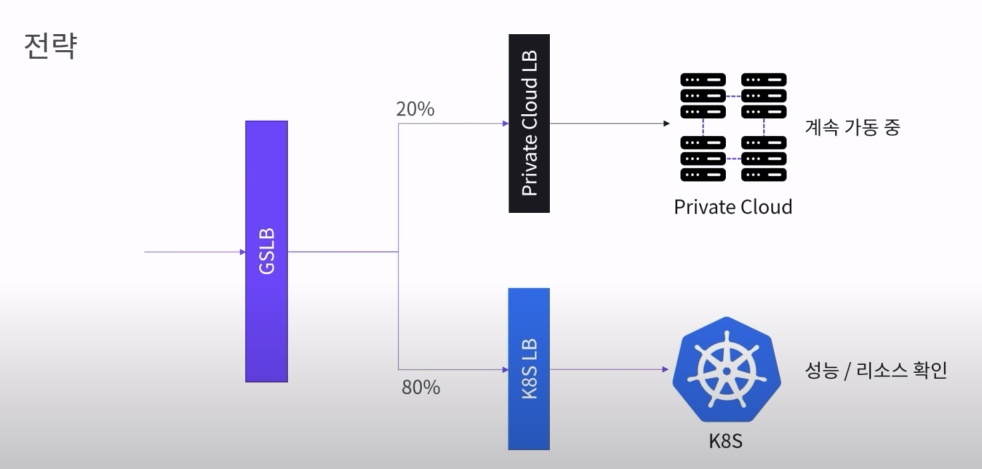 전략
20%
Private Cloud LB
계속 가동 중
Private Cloud
GSLB
80%
K8S LB
성능 / 리소스 확인
K8S